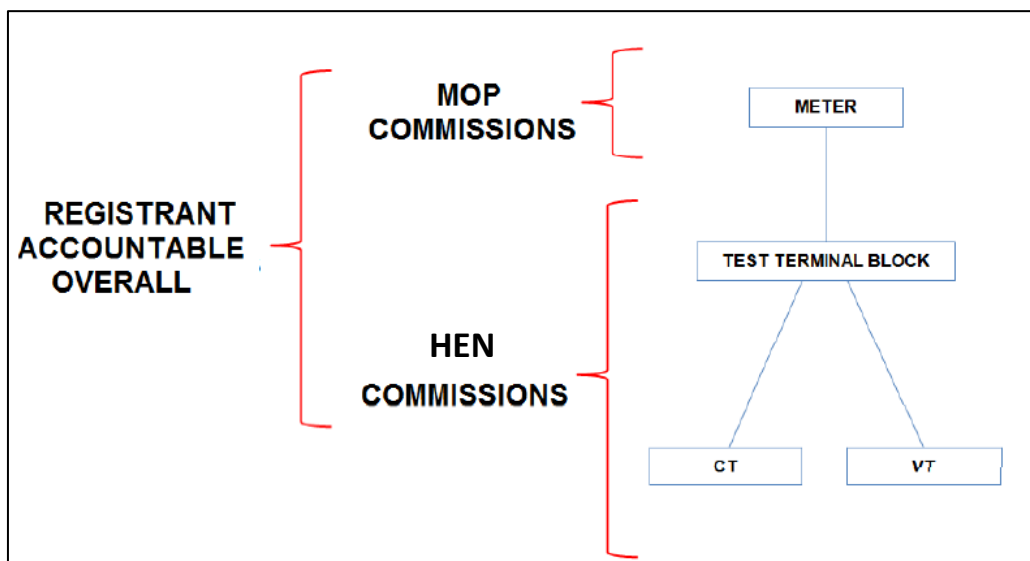 REGISTRANT
ACCOUNTABLE
OVERALL
MOP
COMMISSIONS
HEN
COMMISSIONS
METER
TEST TERMINAL BLOCK
CT
VT